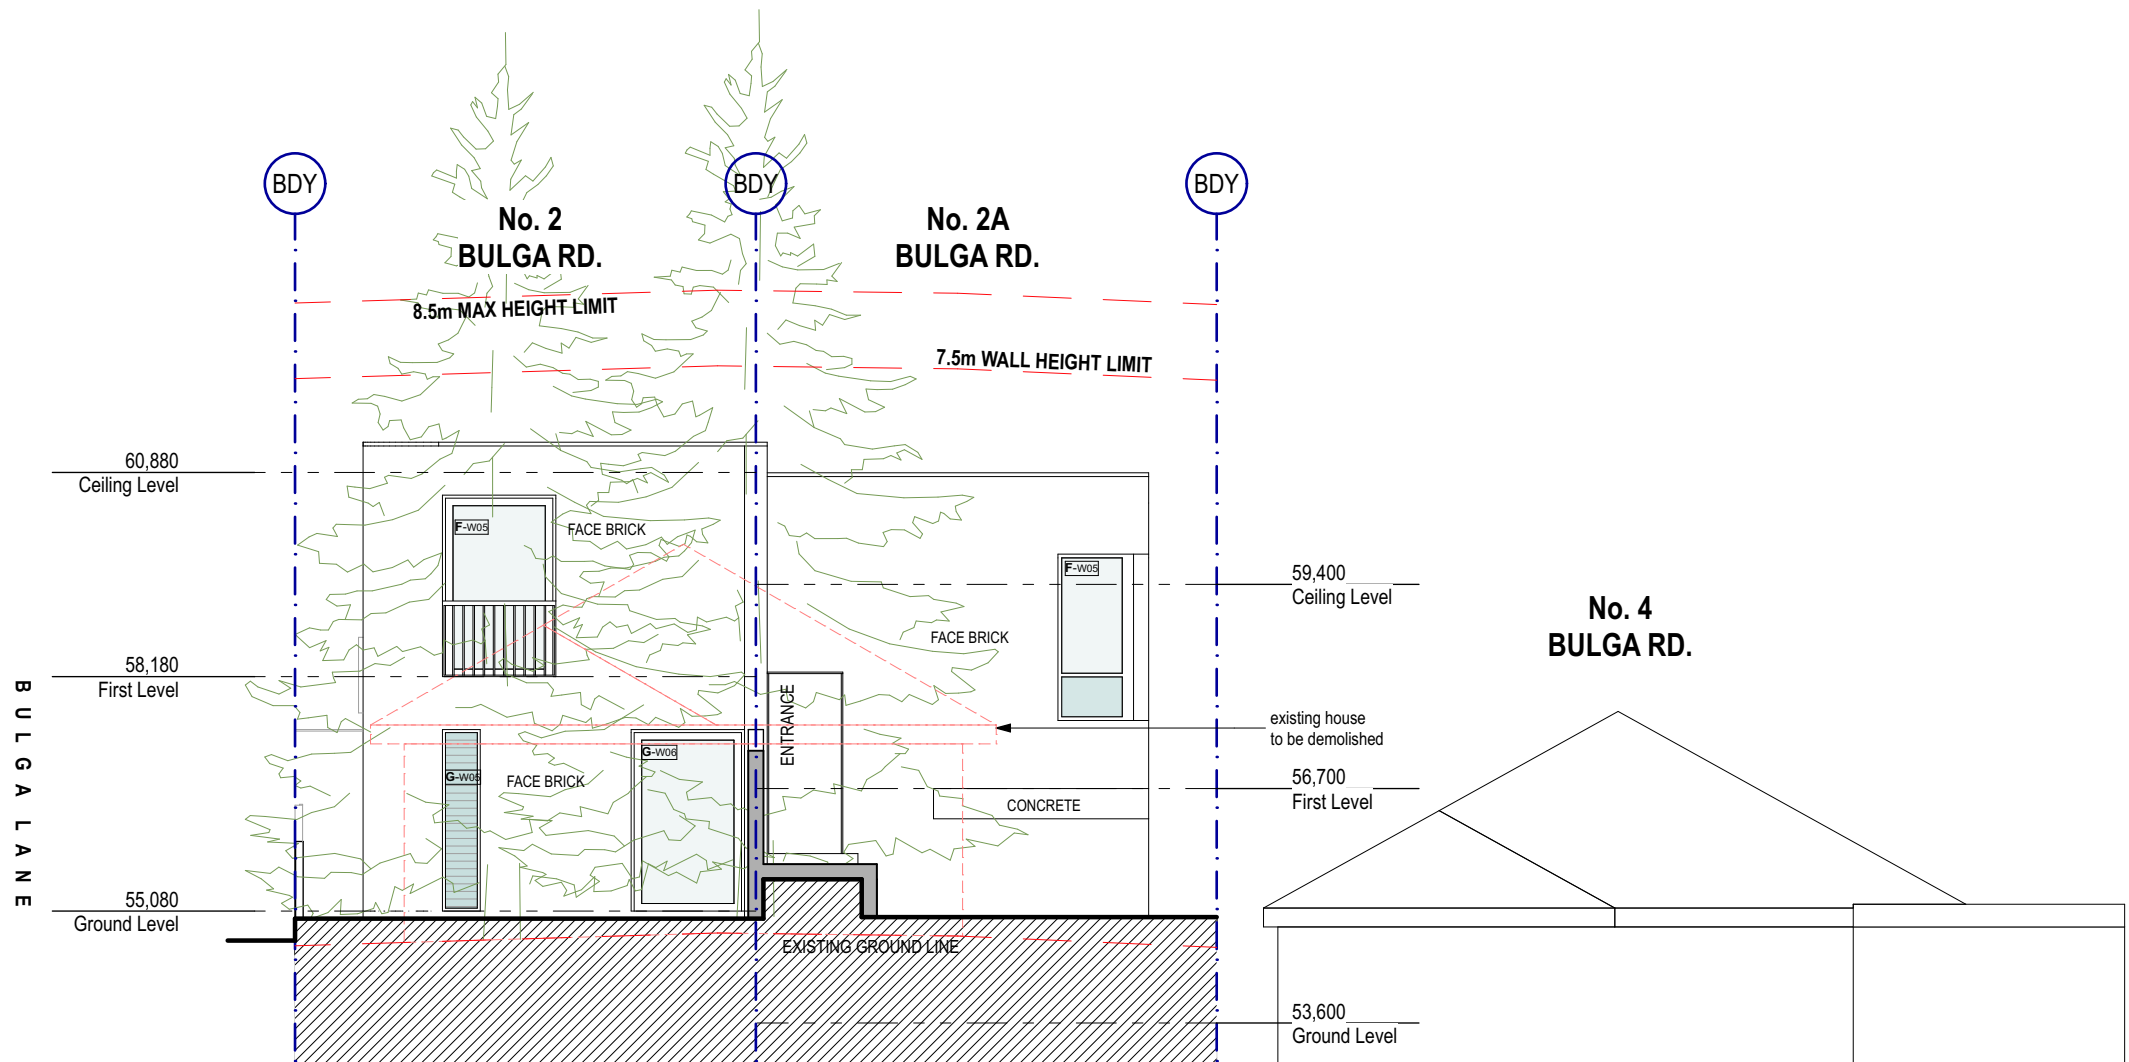 BDY
BDY
BDY
No. 2
BULGA RD.
No. 2A
BULGA RD.
8.5m MAX HEIGHT LIMIT
7.5m WALL HEIGHT LIMIT
60,880
Ceiling Level
F-W05
FACE BRICK
F-W05
59,400
Ceiling Level
No. 4
BULGA RD.
FACE BRICK
58,180
First Level
BULGA LANE
ENTRANCE
existing house
to be demolished
G-W06
G-W05
FACE BRICK
56,700
First Level
CONCRETE
55,080
Ground Level
EXISTING GROUND LINE
53,600
Ground Level